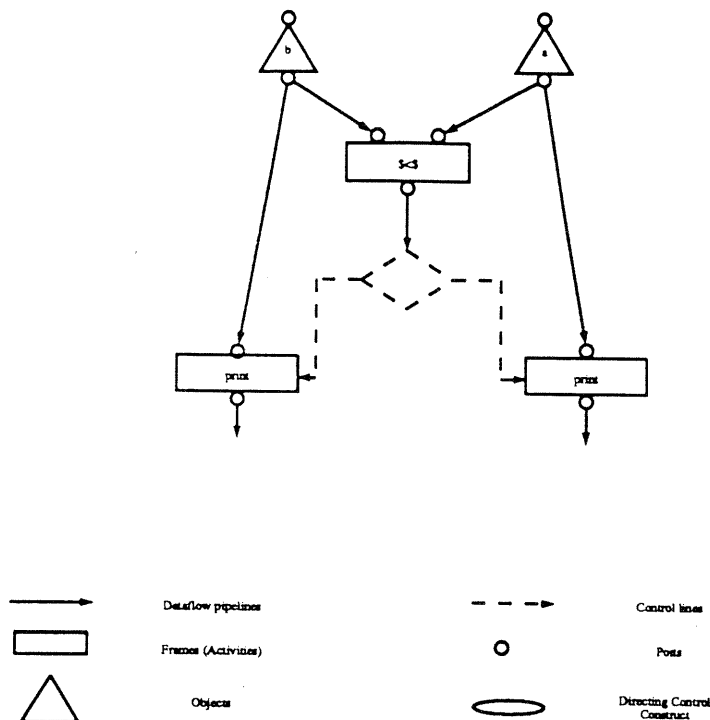 b
a
$<$
print
print
Dataflow pipelines
Control lines
Frames (Activities)
Ports
Objects
Directing Control
Construct